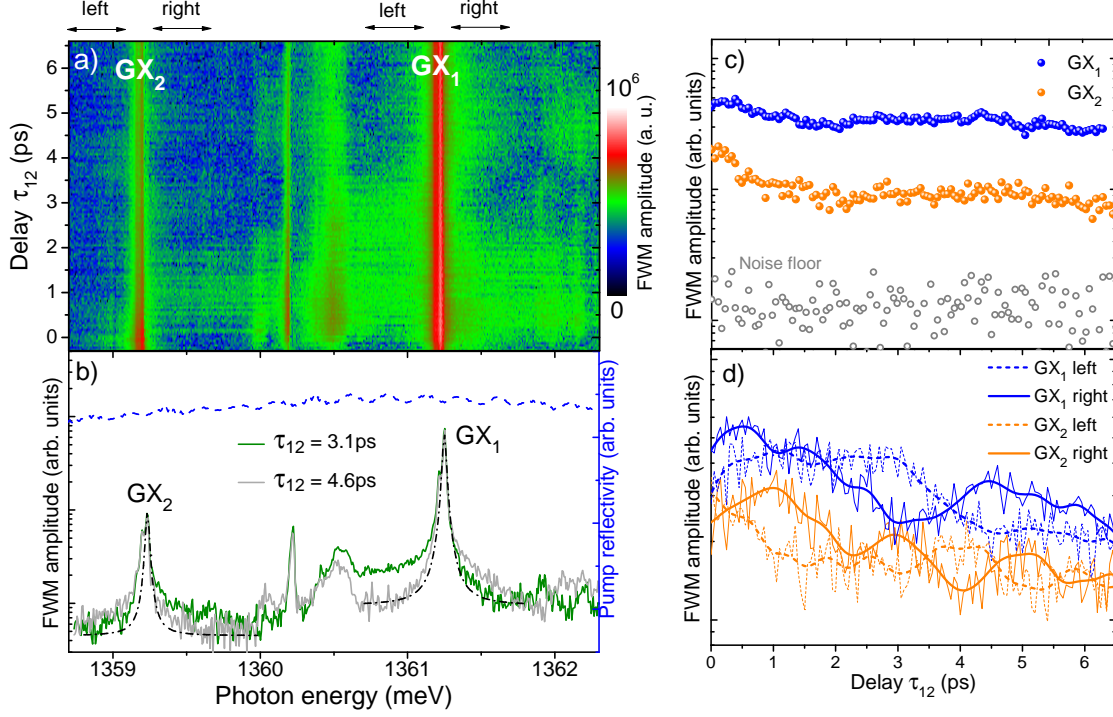 left right left right
a) GX2 GX1
6
5
4
3
2
1
0
Delay τ12 (ps)
10^6
0
FWM amplitude (a. u.)
b)
τ12 = 3.1ps
τ12 = 4.6ps
GX2
GX1
FWM amplitude (arb. units)
Pump reflectivity (arb. units)
1359 1360 1361 1362
Photon energy (meV)
c)
GX1
GX2
Noise floor
FWM amplitude (arb. units)
d)
GX1 left
GX1 right
GX2 left
GX2 right
FWM amplitude (arb. units)
0 1 2 3 4 5 6
Delay τ12 (ps)